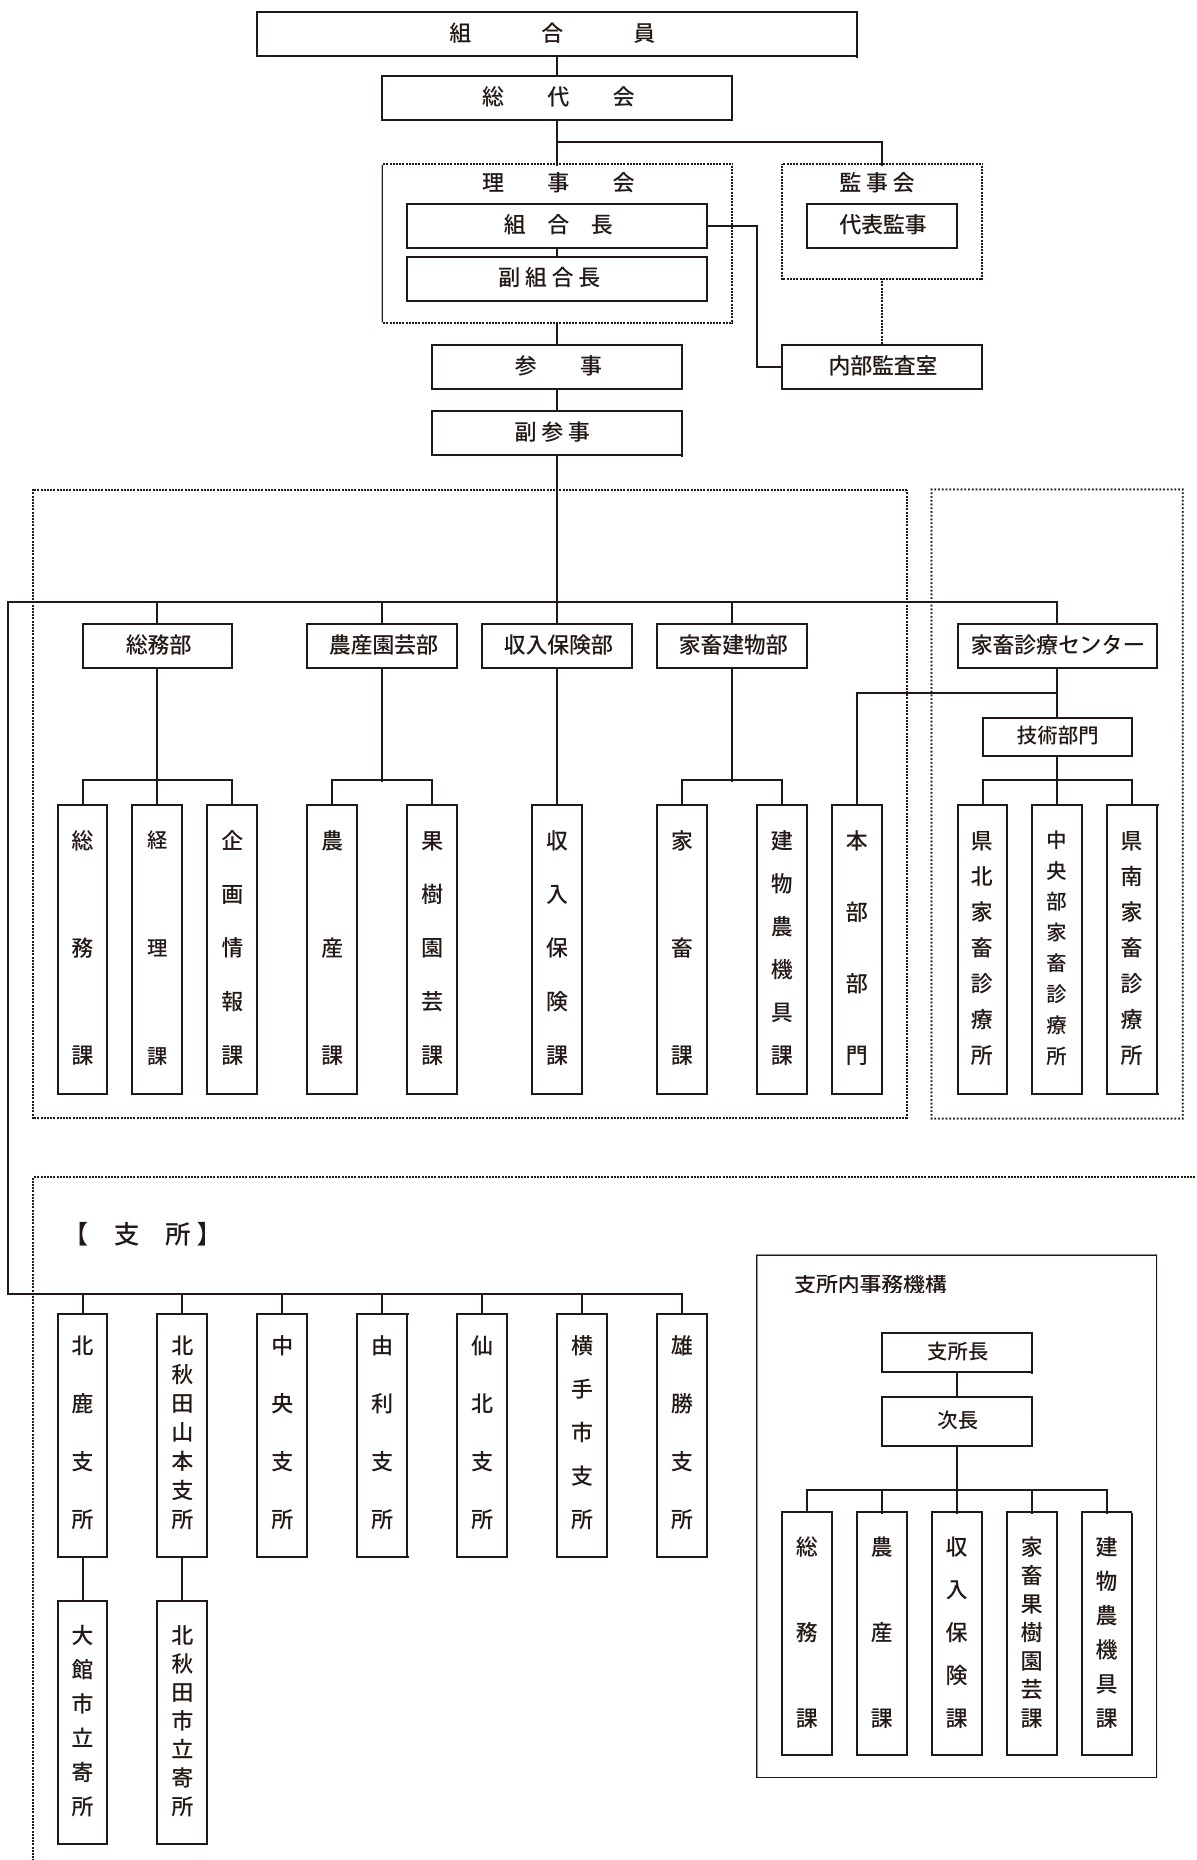 組合員
総代会
理事会
監事会
組合長
代表監事
副組合長
参事
内部監査室
副参事
総務部
農産園芸部
収入保険部
家畜建物部
家畜診療センター
技術部門
総務課
経理課
企画情報課
農産課
果樹園芸課
収入保険課
家畜課
建物農機具課
本部部門
県北家畜診療所
中央部家畜診療所
県南家畜診療所
【支所】
北鹿支所
北秋田山本支所
中央支所
由利支所
仙北支所
横手市支所
雄勝支所
大館市立寄所
北秋田市立寄所
支所内事務機構
支所長
次長
総務課
農産課
収入保険課
家畜果樹園芸課
建物農機具課